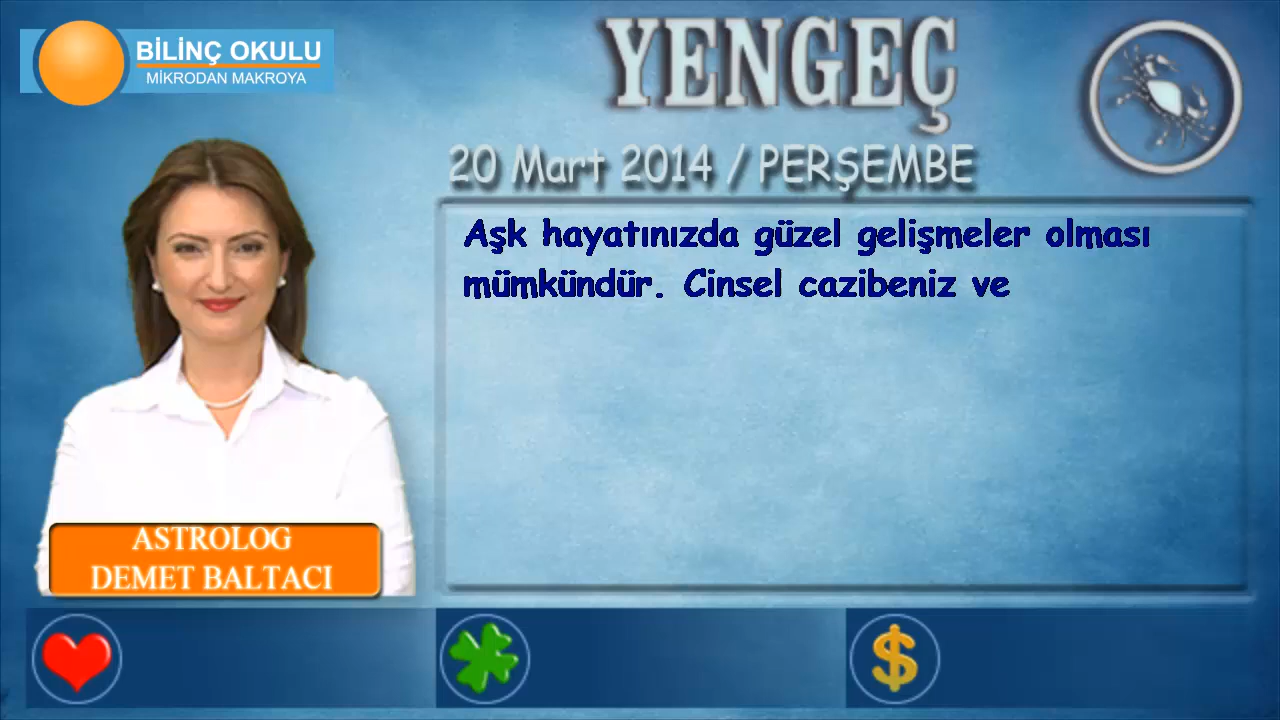 BİLİNÇ OKULU
MİKRODAN MAKROYA
YENGEÇ
20 Mart 2014 / PERŞEMBE
Aşk hayatınızda güzel gelişmeler olması
mümkündür. Cinsel cazibeniz ve
ASTROLOG
DEMET BALTACI
$